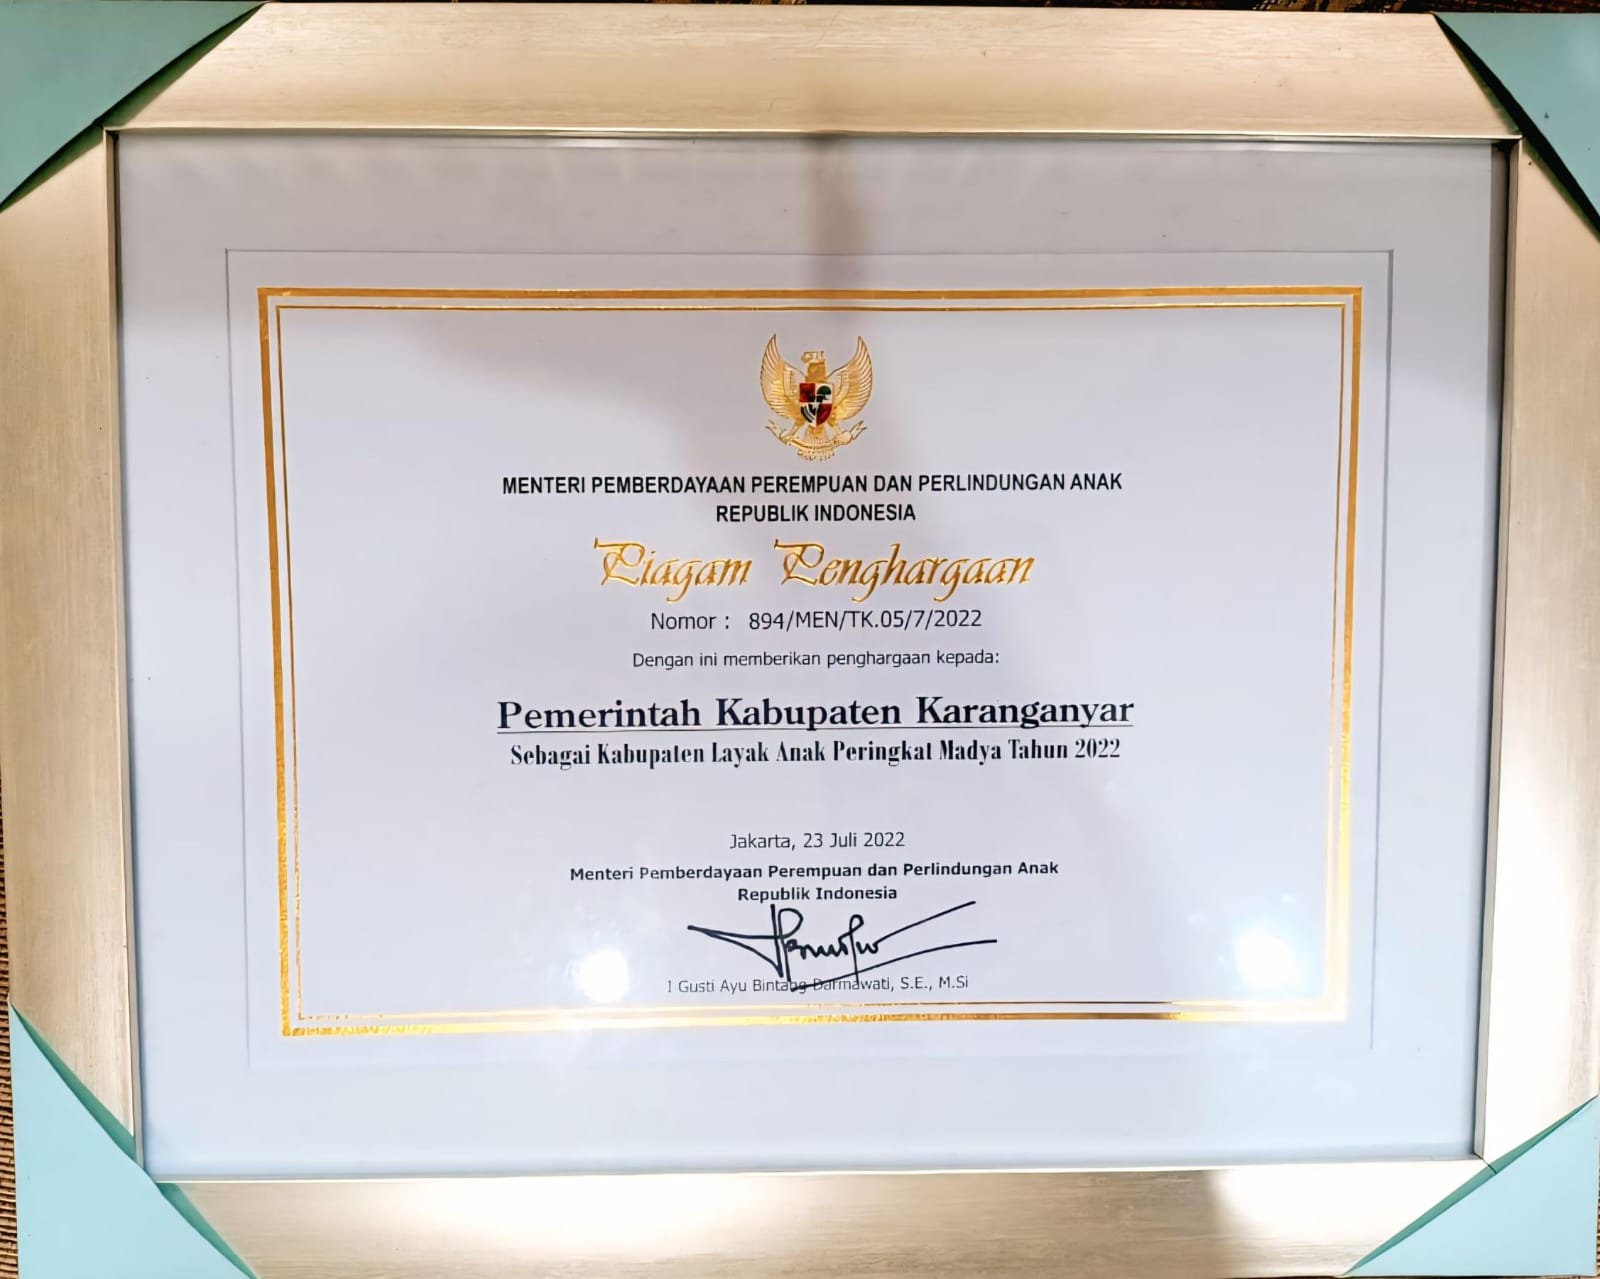 MENTERI PEMBERDAYAAN PEREMPUAN DAN PERLINDUNGAN ANAK
REPUBLIK INDONESIA
Piagam Penghargaan
Nomor : 894/MEN/TK.05/7/2022
Dengan ini memberikan penghargaan kepada:
Pemerintah Kabupaten Karanganyar
Sebagai Kabupaten Layak Anak Peringkat Madya Tahun 2022
Jakarta, 23 Juli 2022
Menteri Pemberdayaan Perempuan dan Perlindungan Anak
Republik Indonesia
I Gusti Ayu Bintang Darmawati, S.E., M.Si